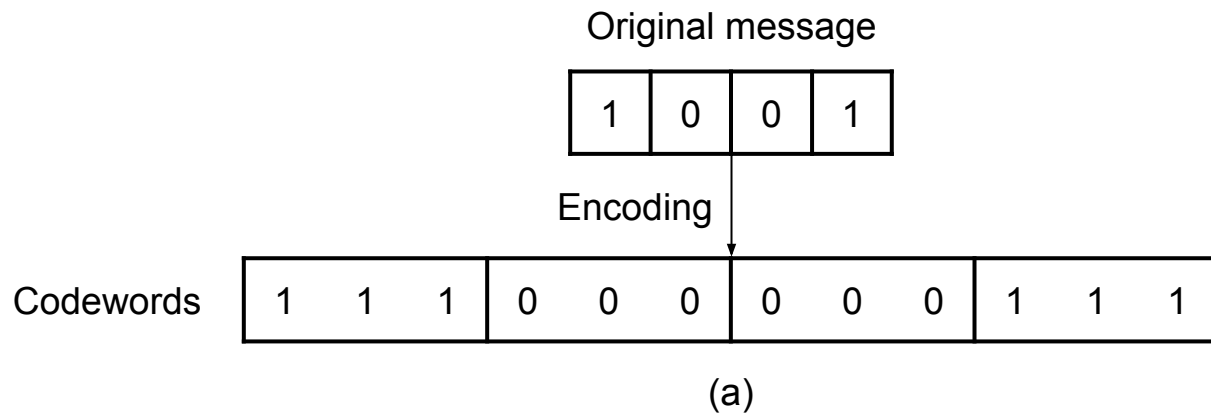 Original message
1 0 0 1
Encoding
Codewords 1 1 1 0 0 0 0 0 0 1 1 1
(a)